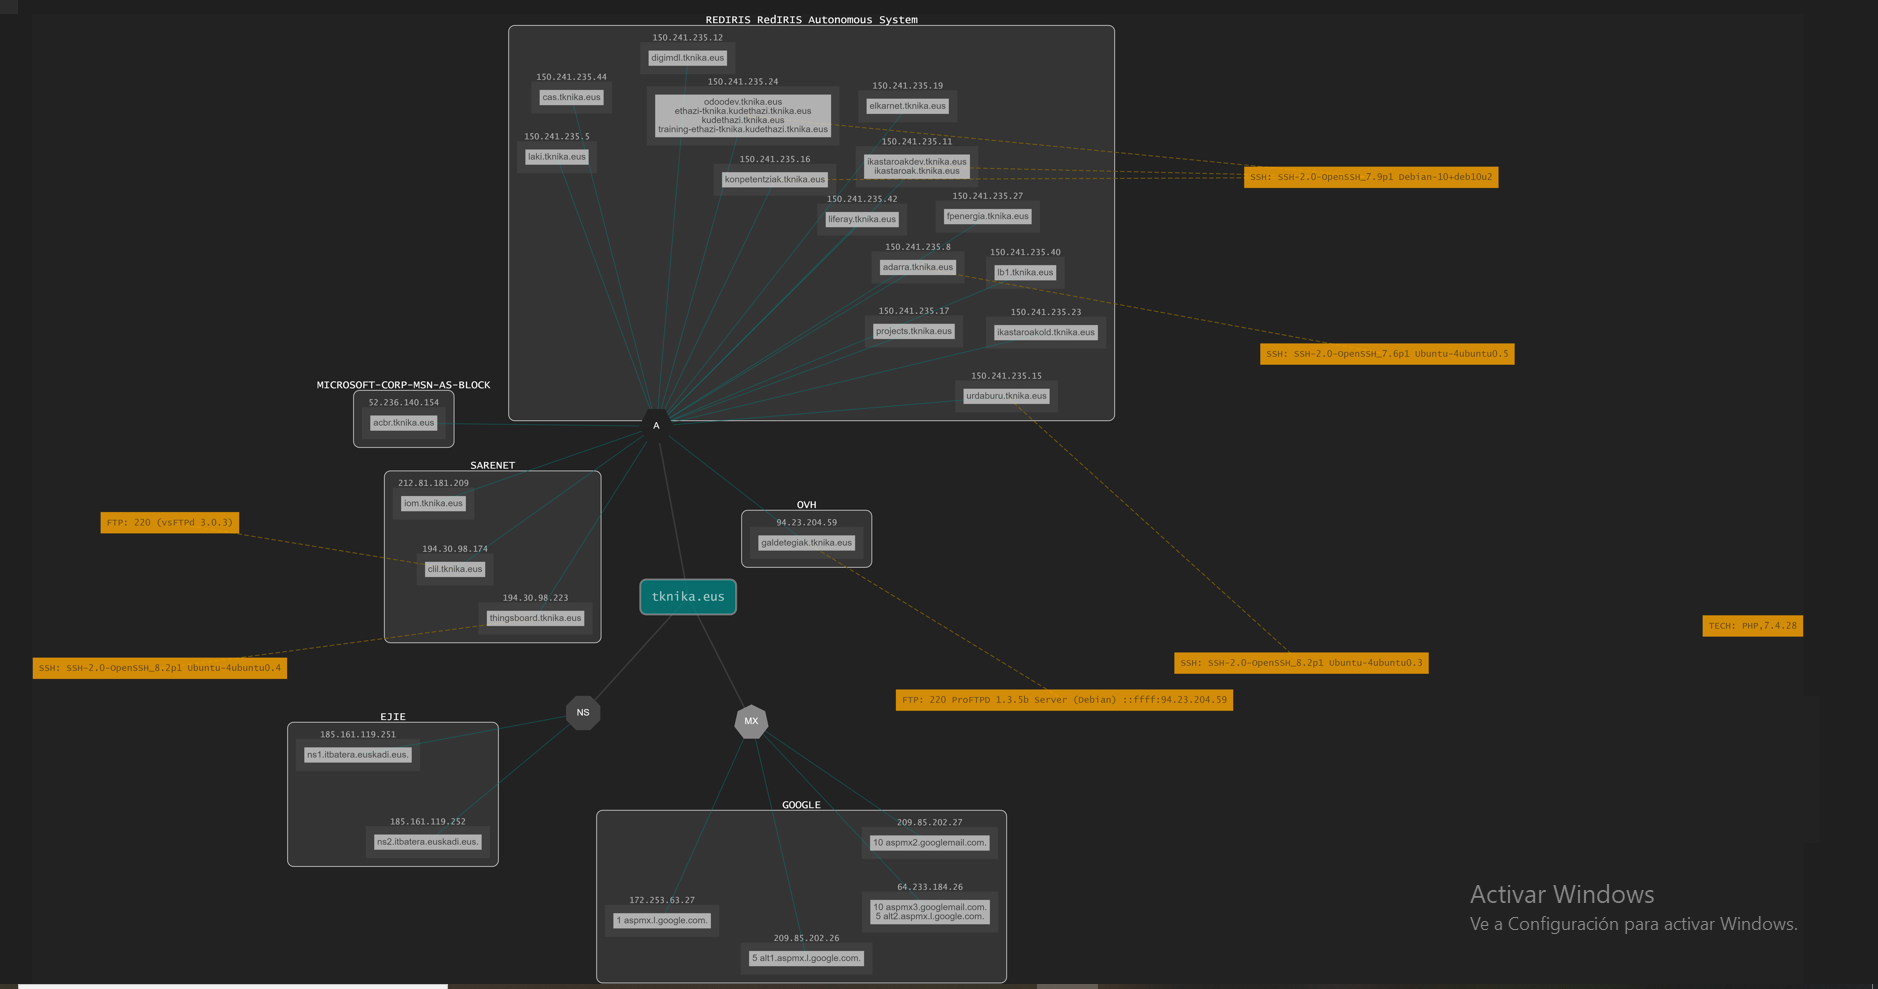 REDIRIS RedIRIS Autonomous System
150.241.235.12
digimdl.tknika.eus
150.241.235.44
cas.tknika.eus
150.241.235.24
odoodev.tknika.eus
ethazi-tknika.kudethazi.tknika.eus
kudethazi.tknika.eus
training-ethazi-tknika.kudethazi.tknika.eus
150.241.235.19
elkarnet.tknika.eus
150.241.235.5
laki.tknika.eus
150.241.235.11
ikastaroakdev.tknika.eus
ikastaroak.tknika.eus
150.241.235.16
konpetentziak.tknika.eus
SSH: SSH-2.0-OpenSSH_7.9p1 Debian-10+deb10u2
150.241.235.42
liferay.tknika.eus
150.241.235.27
fpenergia.tknika.eus
150.241.235.8
adarra.tknika.eus
150.241.235.40
lb1.tknika.eus
150.241.235.17
projects.tknika.eus
150.241.235.23
ikastaroakold.tknika.eus
SSH: SSH-2.0-OpenSSH_7.6p1 Ubuntu-4ubuntu0.5
150.241.235.15
urdaburu.tknika.eus
MICROSOFT-CORP-MSN-AS-BLOCK
52.236.140.154
acbr.tknika.eus
A
SARENET
212.81.181.209
iom.tknika.eus
OVH
94.23.204.59
galdetegiak.tknika.eus
FTP: 220 (vsFTPd 3.0.3)
194.30.98.174
clil.tknika.eus
194.30.98.223
thingsboard.tknika.eus
tknika.eus
TECH: PHP,7.4.28
SSH: SSH-2.0-OpenSSH_8.2p1 Ubuntu-4ubuntu0.4
SSH: SSH-2.0-OpenSSH_8.2p1 Ubuntu-4ubuntu0.3
FTP: 220 ProFTPD 1.3.5b Server (Debian) ::ffff:94.23.204.59
NS
MX
EJIE
185.161.119.251
ns1.itbatera.euskadi.eus.
185.161.119.252
ns2.itbatera.euskadi.eus.
GOOGLE
209.85.202.27
10 aspmx2.googlemail.com.
64.233.184.26
10 aspmx3.googlemail.com.
5 alt2.aspmx.l.google.com.
172.253.63.27
1 aspmx.l.google.com.
209.85.202.26
5 alt1.aspmx.l.google.com.
Activar Windows
Ve a Configuración para activar Windows.